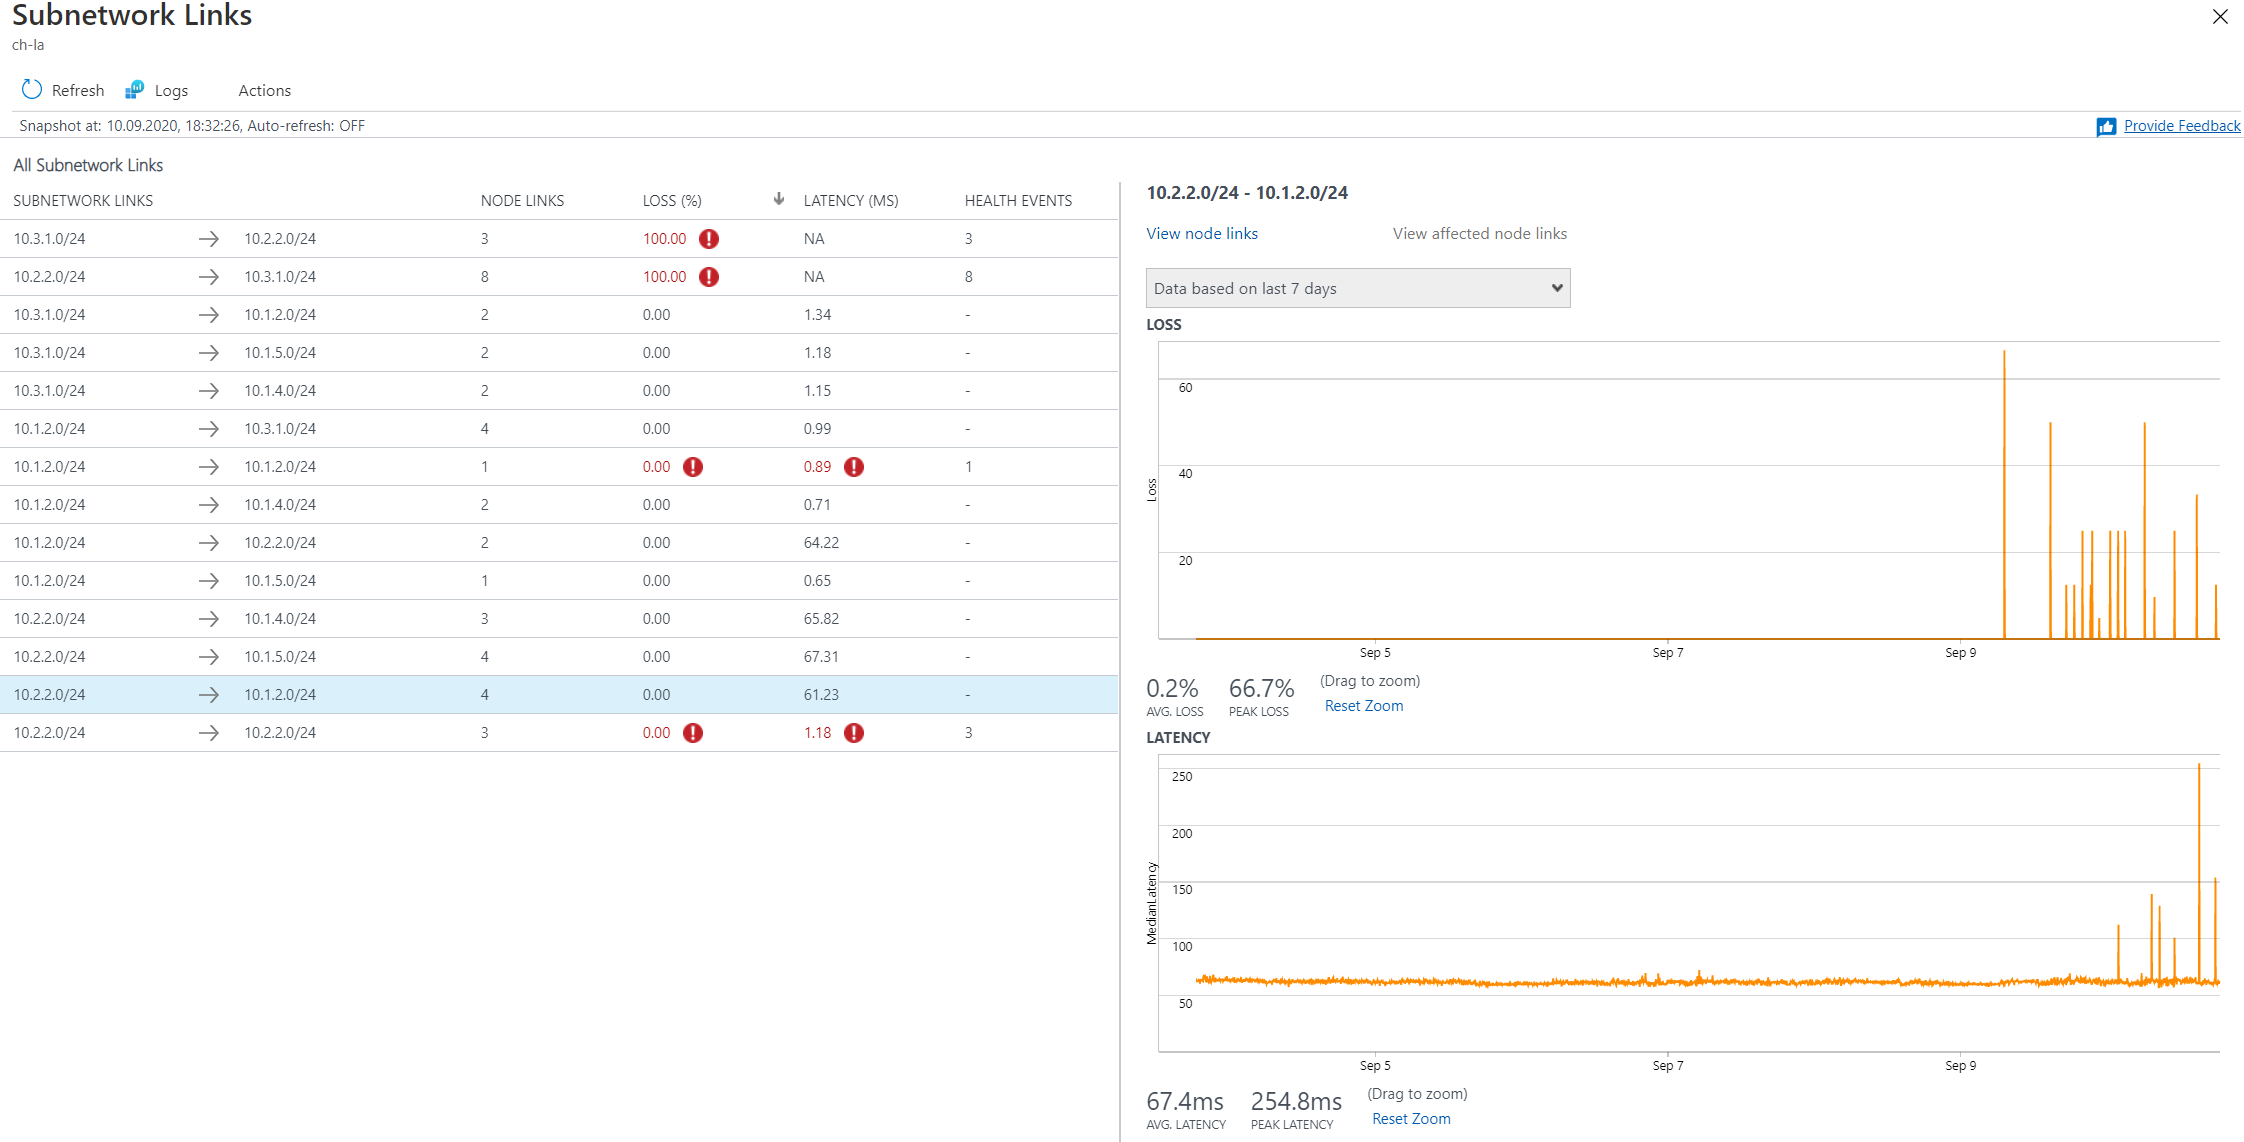 Subnetwork Links
ch-la
Refresh Logs Actions
Snapshot at: 10.09.2020, 18:32:26, Auto-refresh: OFF
Provide Feedback
All Subnetwork Links
SUBNETWORK LINKS NODE LINKS LOSS (%) LATENCY (MS) HEALTH EVENTS
10.3.1.0/24 → 10.2.2.0/24 3 100.00 NA 3
10.2.2.0/24 → 10.3.1.0/24 8 100.00 NA 8
10.3.1.0/24 → 10.1.2.0/24 2 0.00 1.34 -
10.3.1.0/24 → 10.1.5.0/24 2 0.00 1.18 -
10.3.1.0/24 → 10.1.4.0/24 2 0.00 1.15 -
10.1.2.0/24 → 10.3.1.0/24 4 0.00 0.99 -
10.1.2.0/24 → 10.1.2.0/24 1 0.00 0.89 1
10.1.2.0/24 → 10.1.4.0/24 2 0.00 0.71 -
10.1.2.0/24 → 10.2.2.0/24 2 0.00 64.22 -
10.1.2.0/24 → 10.1.5.0/24 1 0.00 0.65 -
10.2.2.0/24 → 10.1.4.0/24 3 0.00 65.82 -
10.2.2.0/24 → 10.1.5.0/24 4 0.00 67.31 -
10.2.2.0/24 → 10.1.2.0/24 4 0.00 61.23 -
10.2.2.0/24 → 10.2.2.0/24 3 0.00 1.18 3
10.2.2.0/24 - 10.1.2.0/24
View node links View affected node links
Data based on last 7 days
LOSS
60
40
20
Loss
Sep 5 Sep 7 Sep 9
0.2% 66.7% (Drag to zoom)
AVG. LOSS PEAK LOSS Reset Zoom
LATENCY
250
200
150
100
50
MedianLatency
Sep 5 Sep 7 Sep 9
67.4ms 254.8ms (Drag to zoom)
AVG. LATENCY PEAK LATENCY Reset Zoom